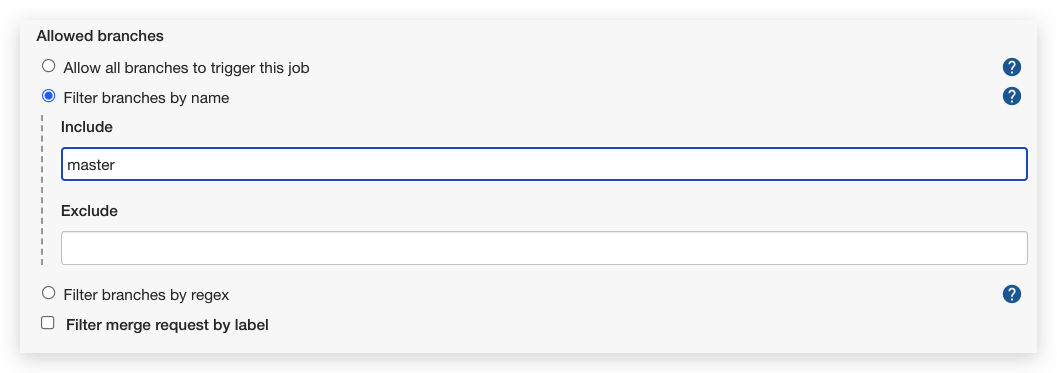 Allowed branches
Allow all branches to trigger this job
?
Filter branches by name
?
Include
master
Exclude
Filter branches by regex
?
Filter merge request by label